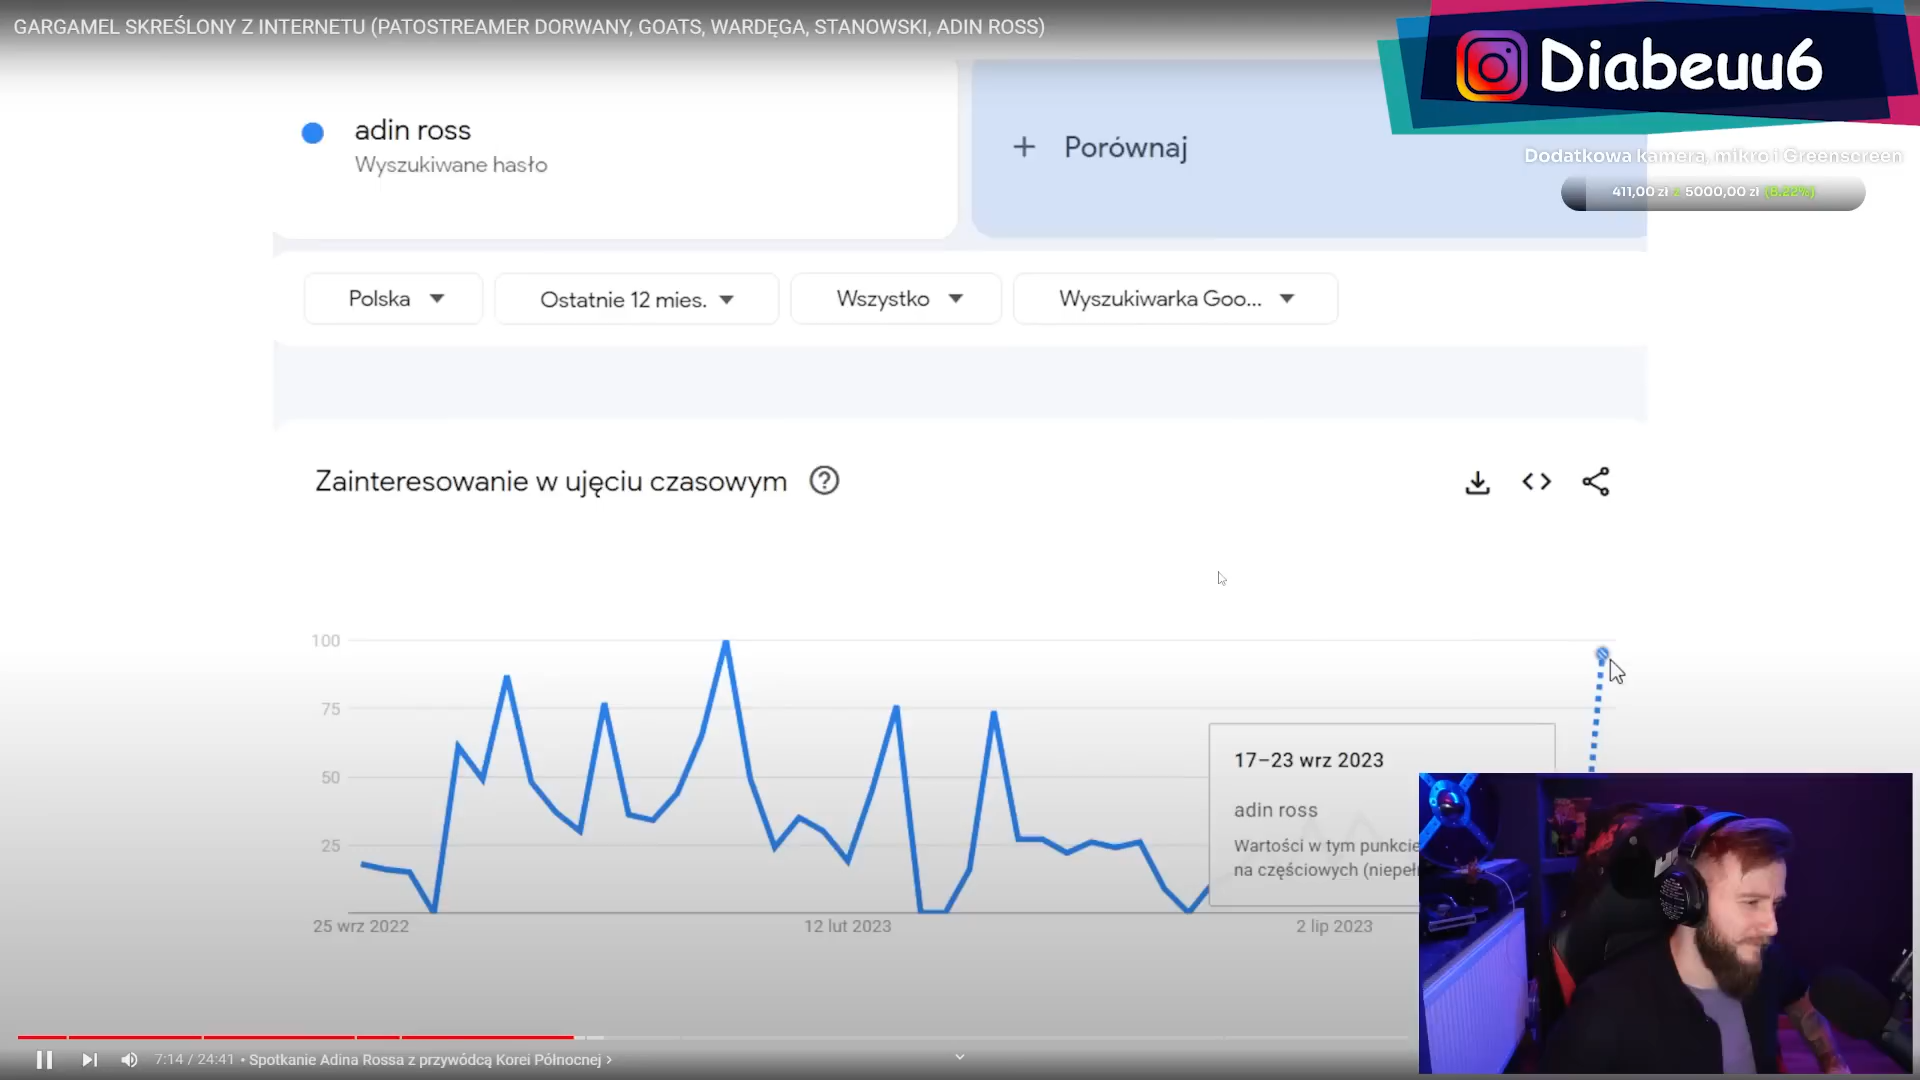 GARGAMEL SKREŚLONY Z INTERNETU (PATOSTREAMER DORWANY, GOATS, WARDĘGA, STANOWSKI, ADIN ROSS)
Diabeuu6
adin ross
Wyszukiwane hasło
Porównaj
Dodatkowa kamera, mikro i Greenscreen
411,00 zł z 5000,00 zł (8.22%)
Polska
Ostatnie 12 mies.
Wszystko
Wyszukiwarka Goo...
Zainteresowanie w ujęciu czasowym
100
75
50
25
17–23 wrz 2023
adin ross
Wartości w tym punkcie
na częściowych (niepeł
25 wrz 2022
12 lut 2023
2 lip 2023
7:14 / 24:41 • Spotkanie Adina Rossa z przywódcą Korei Północnej